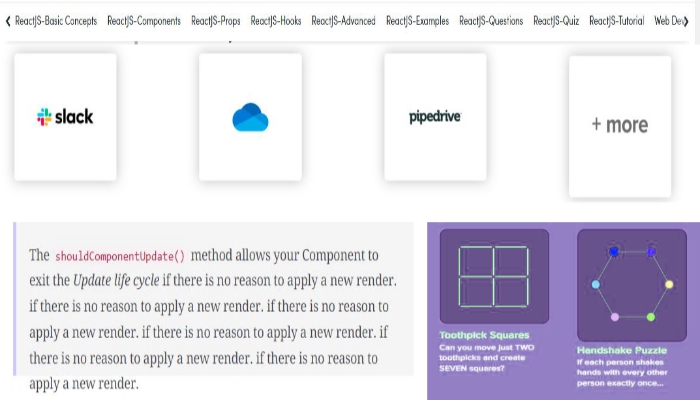 ReactJS-Basic Concepts ReactJS-Components ReactJS-Props ReactJS-Hooks ReactJS-Advanced ReactJS-Examples ReactJS-Questions ReactJS-Quiz ReactJS-Tutorial Web Dev
slack
pipedrive
+ more
The shouldComponentUpdate() method allows your Component to
exit the Update life cycle if there is no reason to apply a new render.
if there is no reason to apply a new render. if there is no reason to
apply a new render. if there is no reason to apply a new render. if
there is no reason to apply a new render. if there is no reason to
apply a new render.
Toothpick Squares
Can you move just TWO
toothpicks and create
SEVEN squares?
Handshake Puzzle
If each person shakes
hands with every other
person exactly once...